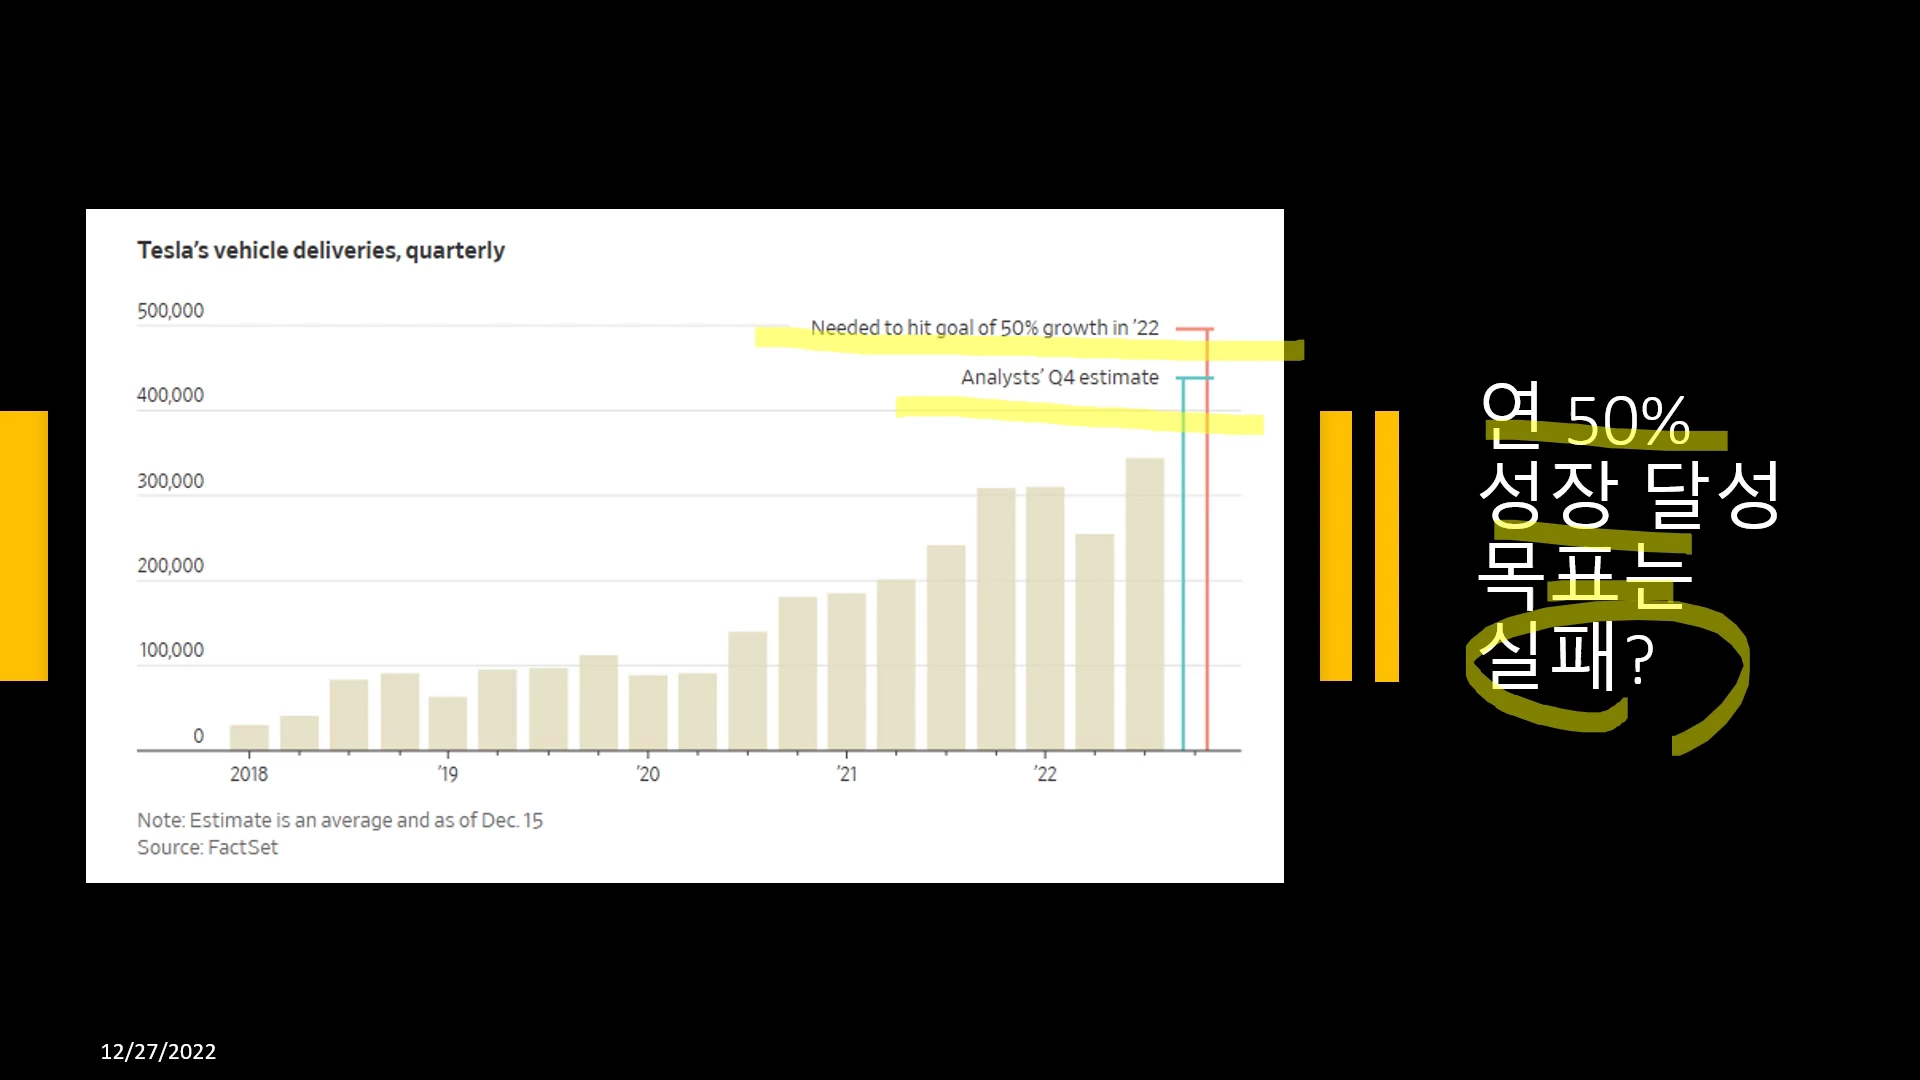 Tesla’s vehicle deliveries, quarterly
500,000
Needed to hit goal of 50% growth in ’22
Analysts’ Q4 estimate
400,000
300,000
200,000
100,000
0
2018 ’19 ’20 ’21 ’22
Note: Estimate is an average and as of Dec. 15
Source: FactSet
연 50%
성장 달성
목표는
실패?
12/27/2022